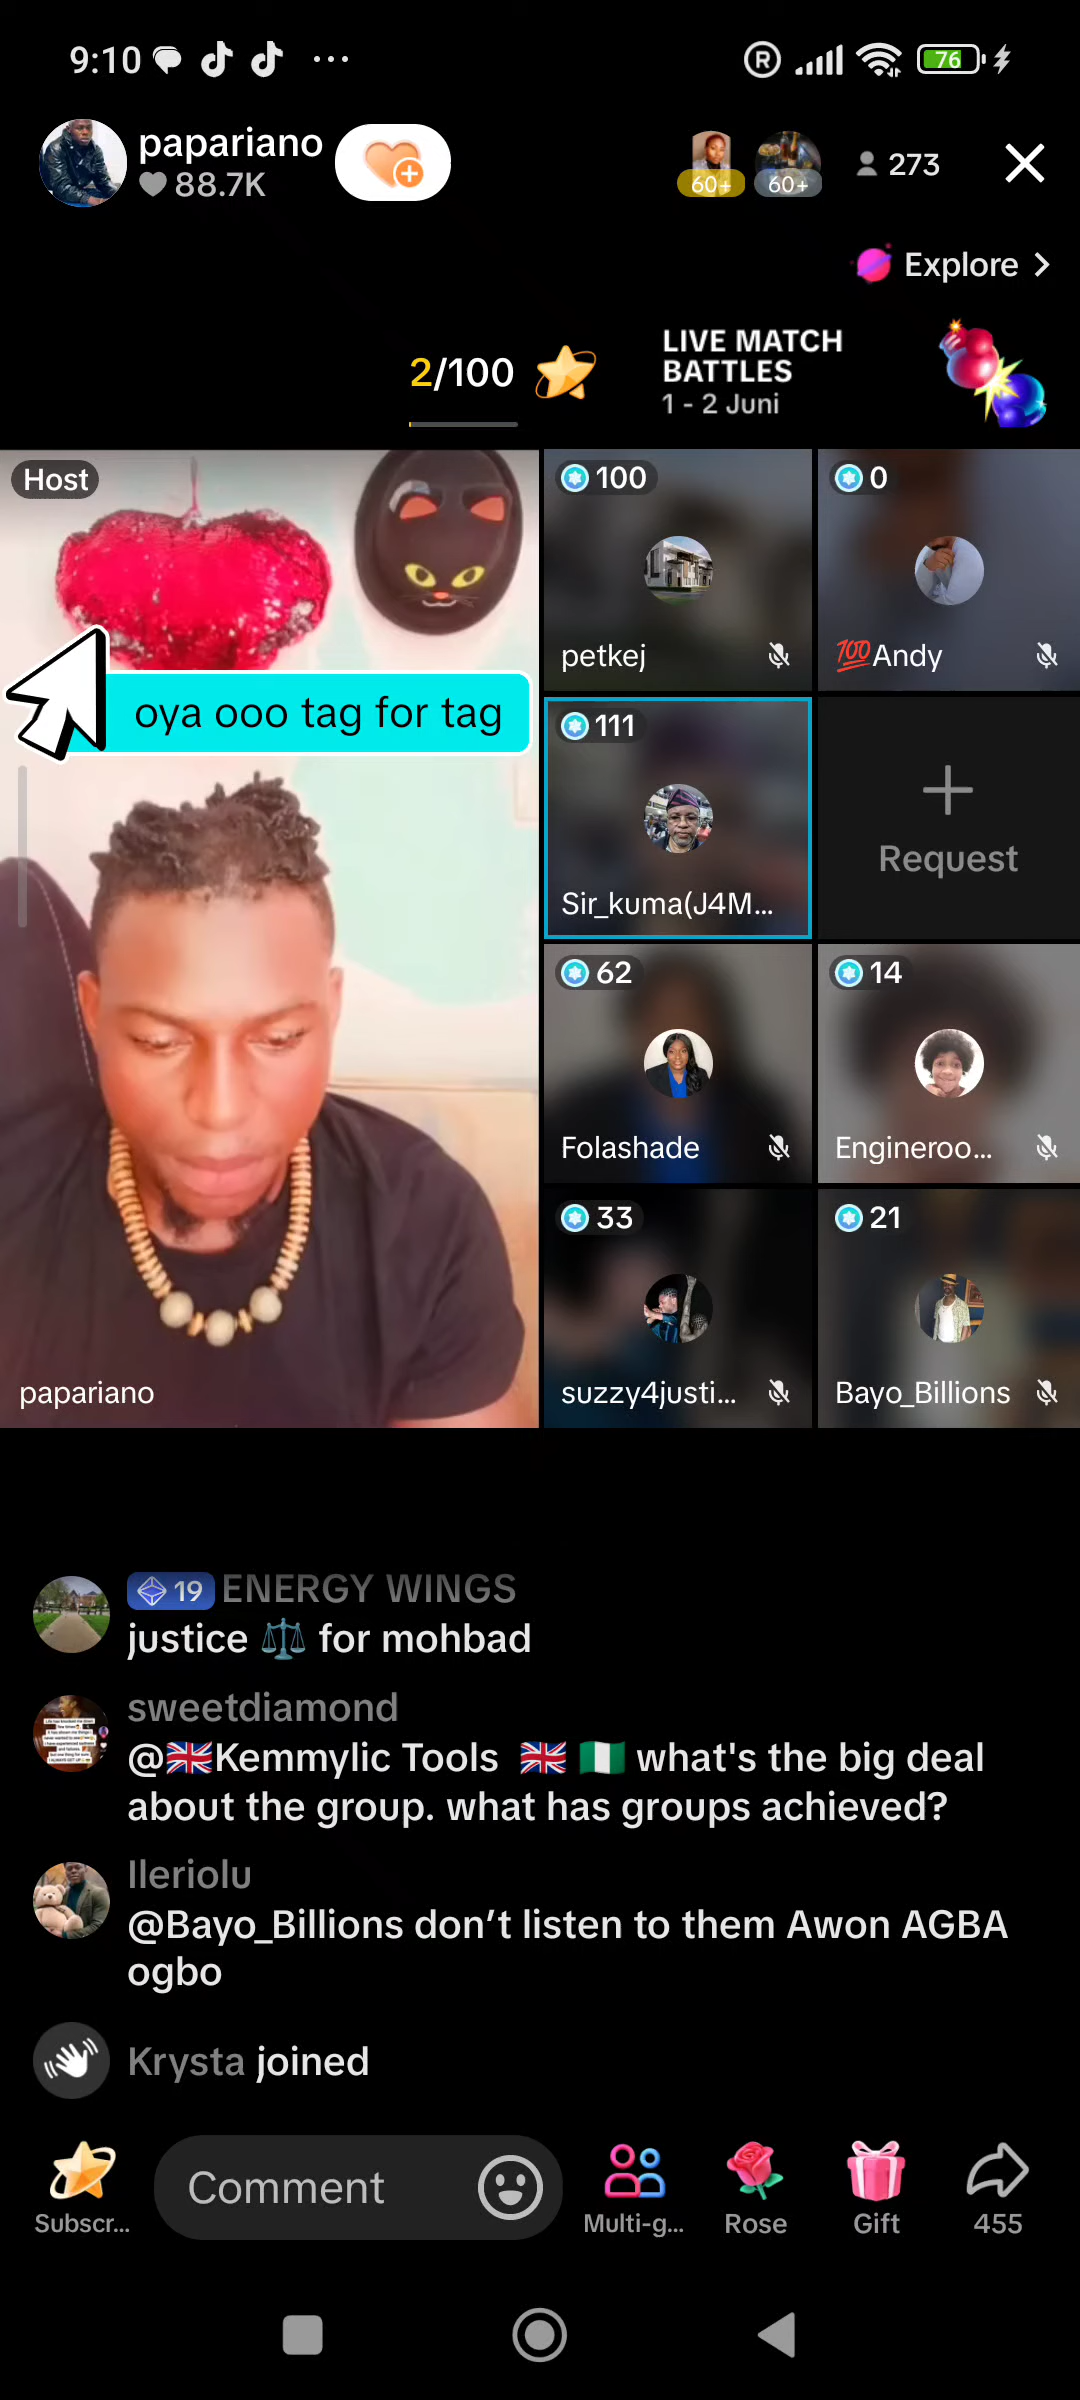 9:10
R
76
papariano
88.7K
60+
60+
273
Explore
2/100
LIVE MATCH
BATTLES
1 - 2 Juni
Host
oya ooo tag for tag
papariano
100
petkej
0
💯Andy
111
Sir_kuma(J4M...
Request
62
Folashade
14
Engineroo...
33
suzzy4justi...
21
Bayo_Billions
19 ENERGY WINGS
justice ⚖️ for mohbad
sweetdiamond
@🇬🇧Kemmylic Tools 🇬🇧 🇳🇬 what's the big deal
about the group. what has groups achieved?
Ileriolu
@Bayo_Billions don’t listen to them Awon AGBA
ogbo
Krysta joined
Subscr...
Comment
Multi-g...
Rose
Gift
455